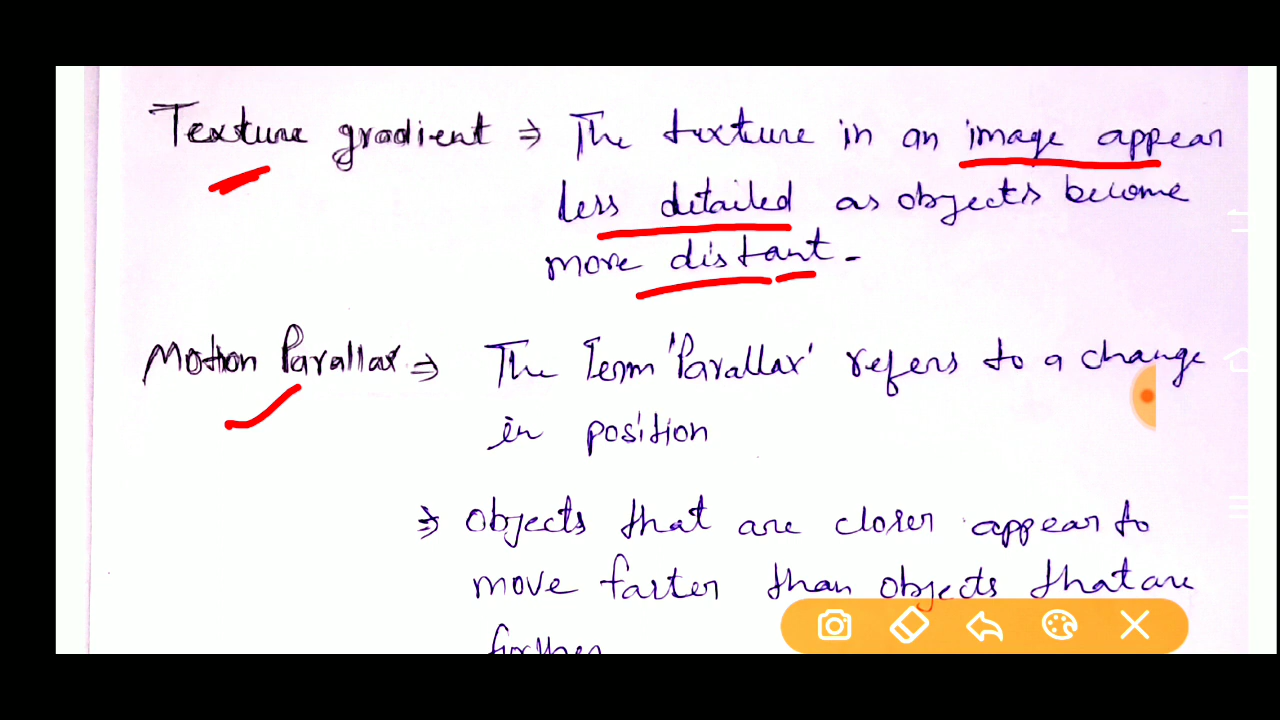 Texture gradient ⇒ The texture in an image appear
less detailed as objects become
more distant.
Motion Parallax ⇒ The Term 'Parallax' refers to a change
in position
⇒ Objects that are closer appear to
move faster than objects that are
further